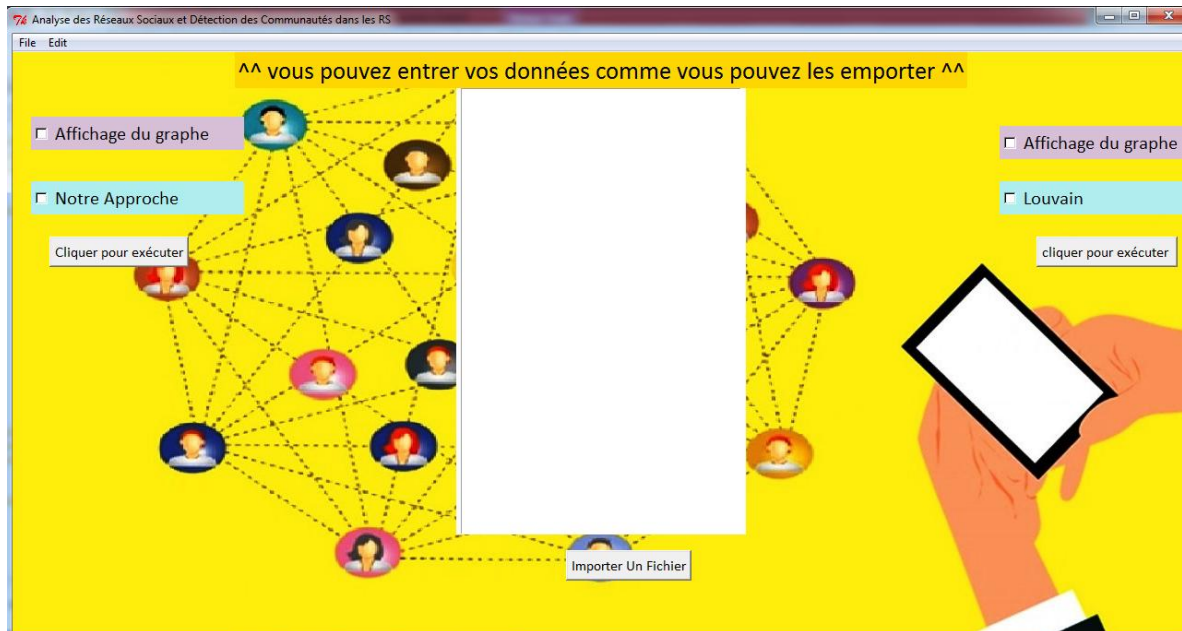 Analyse des Réseaux Sociaux et Détection des Communautés dans les RS
File Edit
^^ vous pouvez entrer vos données comme vous pouvez les emporter ^^
Affichage du graphe
Notre Approche
Cliquer pour exécuter
Affichage du graphe
Louvain
cliquer pour exécuter
Importer Un Fichier